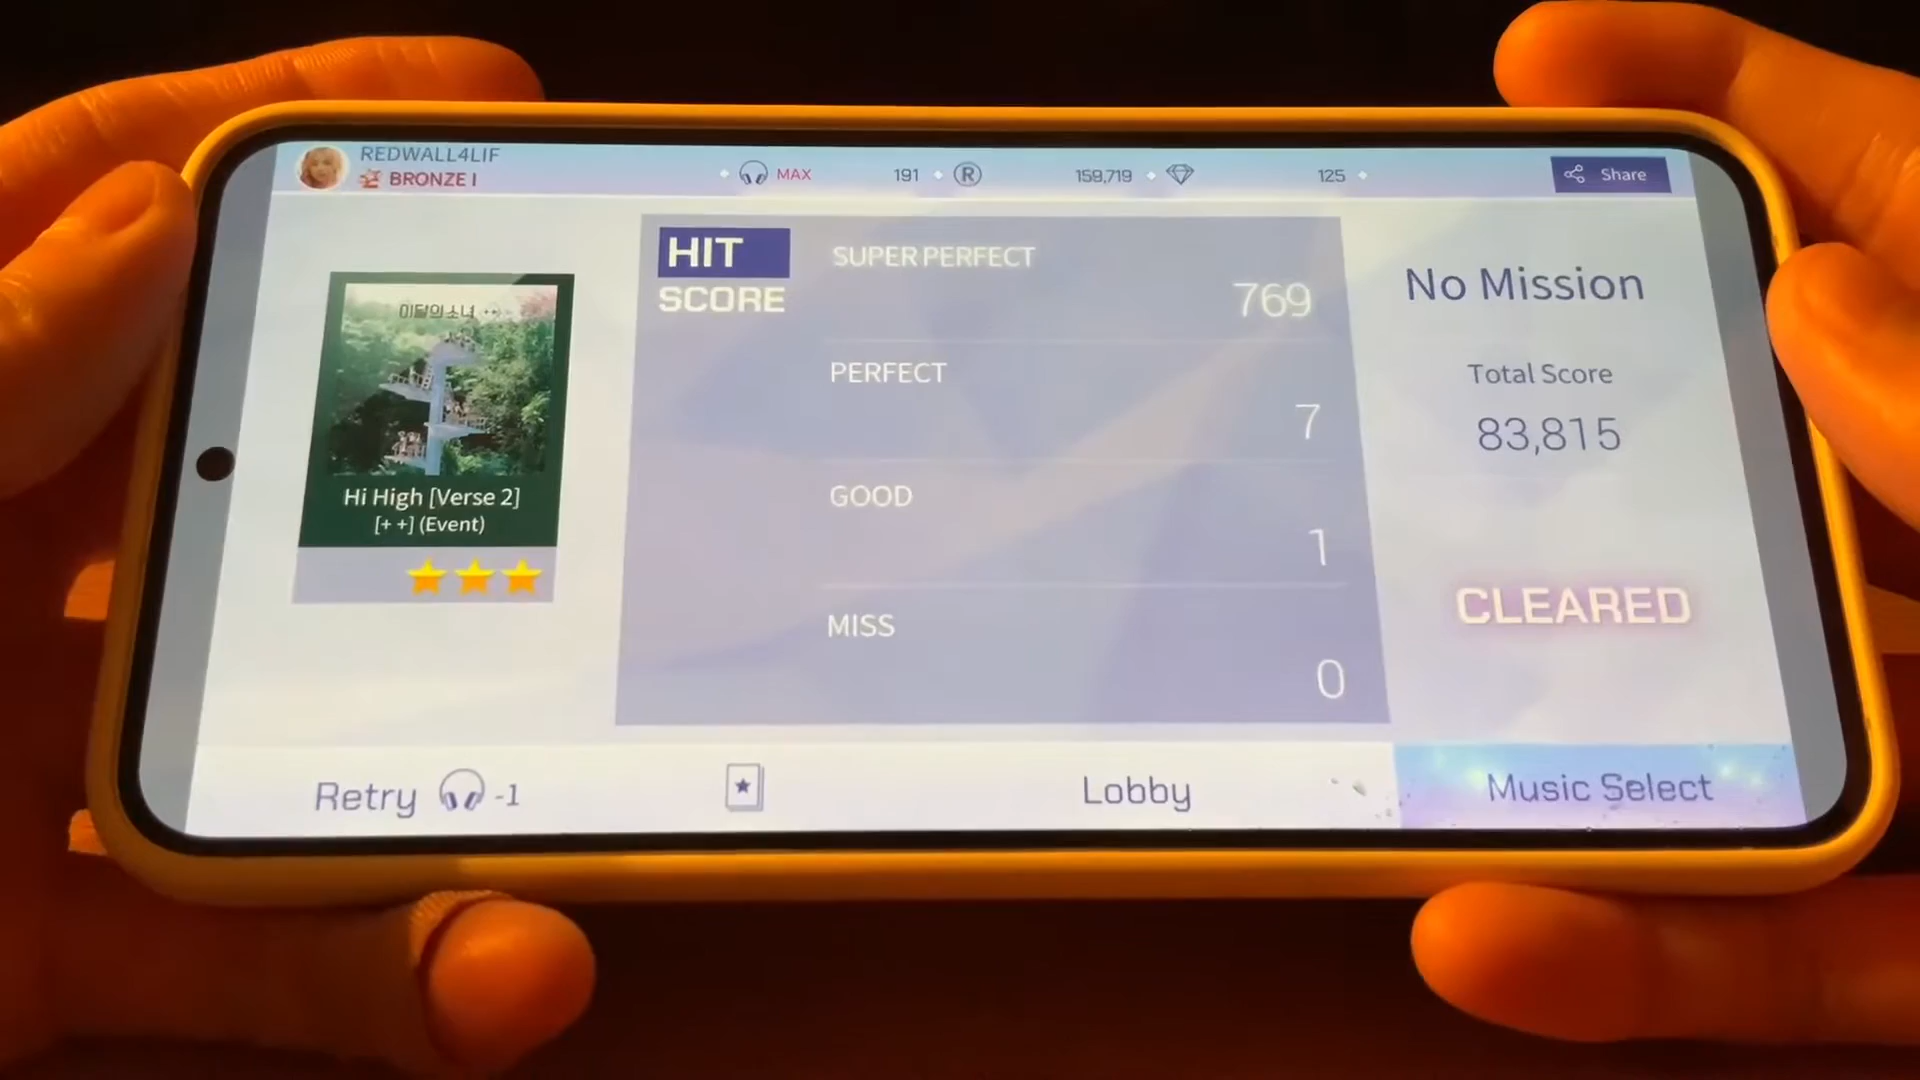 REDWALL4LIF
BRONZE I
MAX
191
R
159,719
125
Share
이달의 소녀
Hi High [Verse 2]
[+ +] (Event)
HIT
SCORE
SUPER PERFECT
769
PERFECT
7
GOOD
1
MISS
0
No Mission
Total Score
83,815
CLEARED
Retry -1
Lobby
Music Select